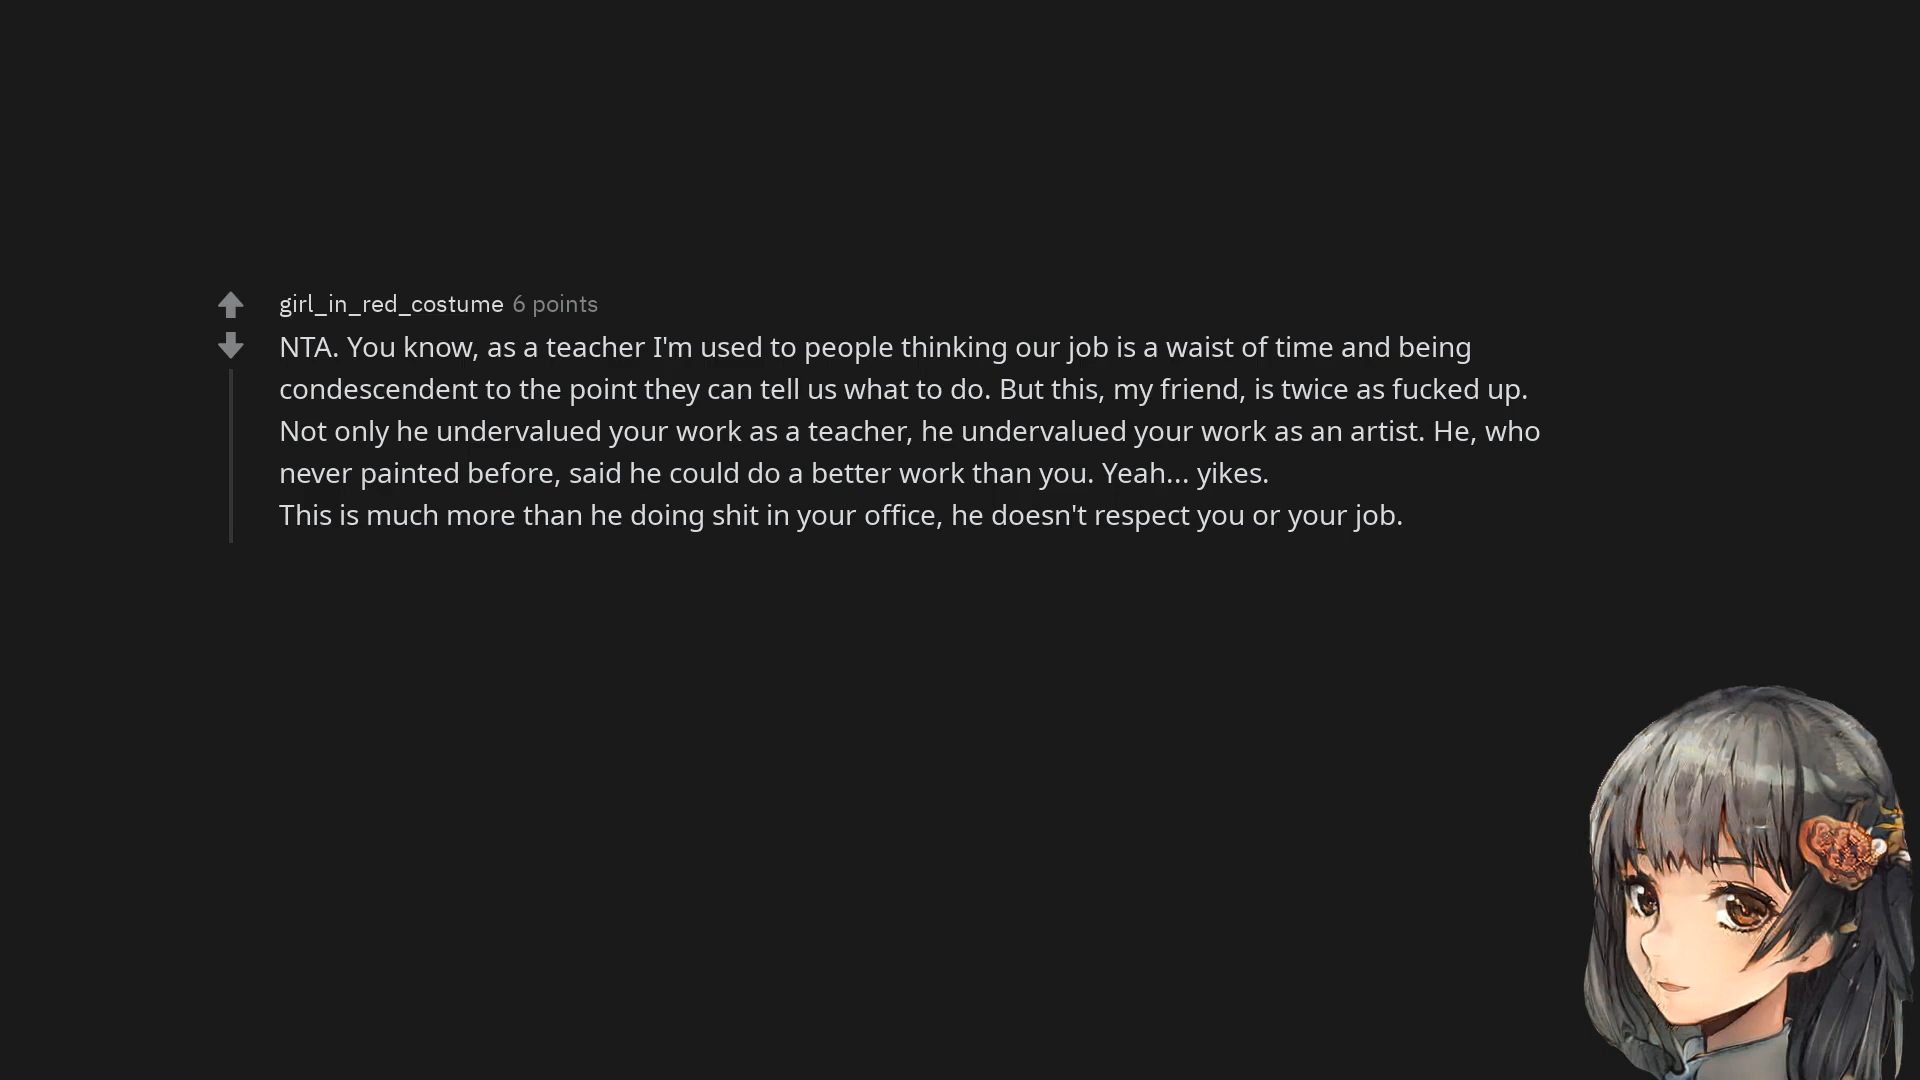 girl_in_red_costume 6 points
NTA. You know, as a teacher I'm used to people thinking our job is a waist of time and being
condescendent to the point they can tell us what to do. But this, my friend, is twice as fucked up.
Not only he undervalued your work as a teacher, he undervalued your work as an artist. He, who
never painted before, said he could do a better work than you. Yeah... yikes.
This is much more than he doing shit in your office, he doesn't respect you or your job.